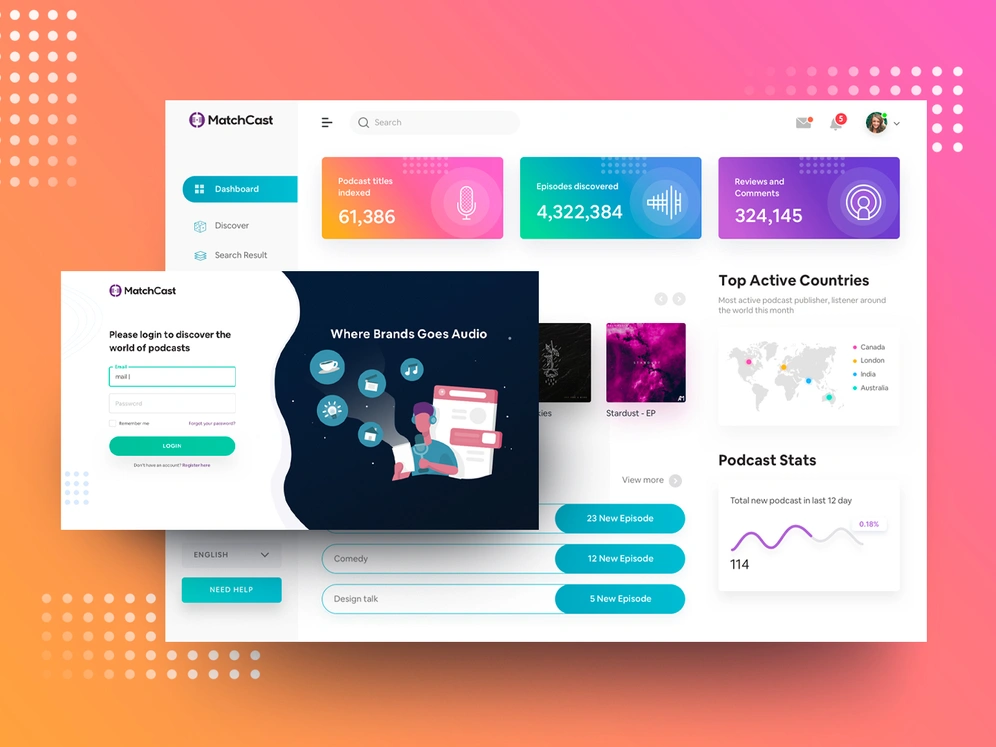 MatchCast
Search
5
Dashboard
Discover
Search Result
Podcast titles
indexed
61,386
Episodes discovered
4,322,384
Reviews and
Comments
324,145
MatchCast
Please login to discover the
world of podcasts
Email
mail |
Password
Remember me
Forgot your password?
LOGIN
Don't have an account? Register here
Where Brands Goes Audio
kies
STARDUST
Stardust - EP
View more
23 New Episode
Comedy
12 New Episode
Design talk
5 New Episode
ENGLISH
NEED HELP
Top Active Countries
Most active podcast publisher, listener around
the world this month
Canada
London
India
Australia
Podcast Stats
Total new podcast in last 12 day
0.18%
114